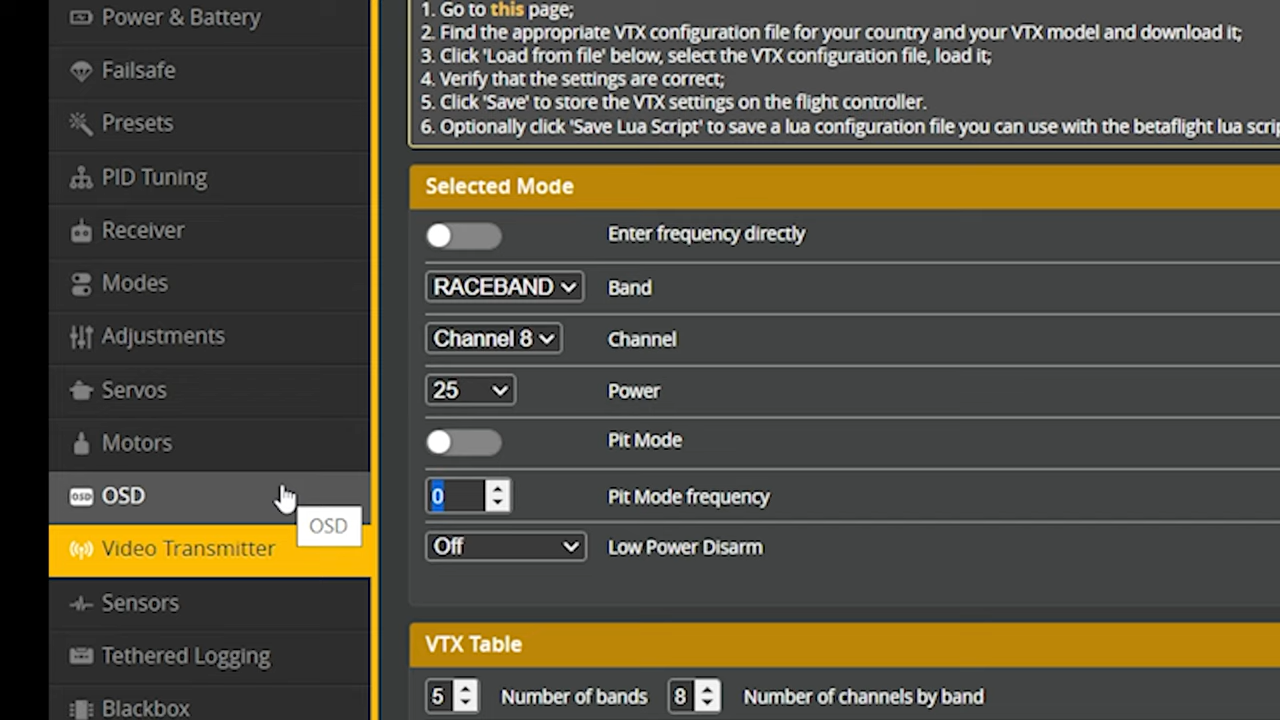 Power & Battery
Failsafe
Presets
PID Tuning
Receiver
Modes
Adjustments
Servos
Motors
OSD OSD
OSD
Video Transmitter
Sensors
Tethered Logging
Blackbox
1. Go to this page;
2. Find the appropriate VTX configuration file for your country and your VTX model and download it;
3. Click 'Load from file' below, select the VTX configuration file, load it;
4. Verify that the settings are correct;
5. Click 'Save' to store the VTX settings on the flight controller.
6. Optionally click 'Save Lua Script' to save a lua configuration file you can use with the betaflight lua scrip
Selected Mode
Enter frequency directly
RACEBAND Band
Channel 8 Channel
25 Power
Pit Mode
0 Pit Mode frequency
Off Low Power Disarm
VTX Table
5 Number of bands 8 Number of channels by band